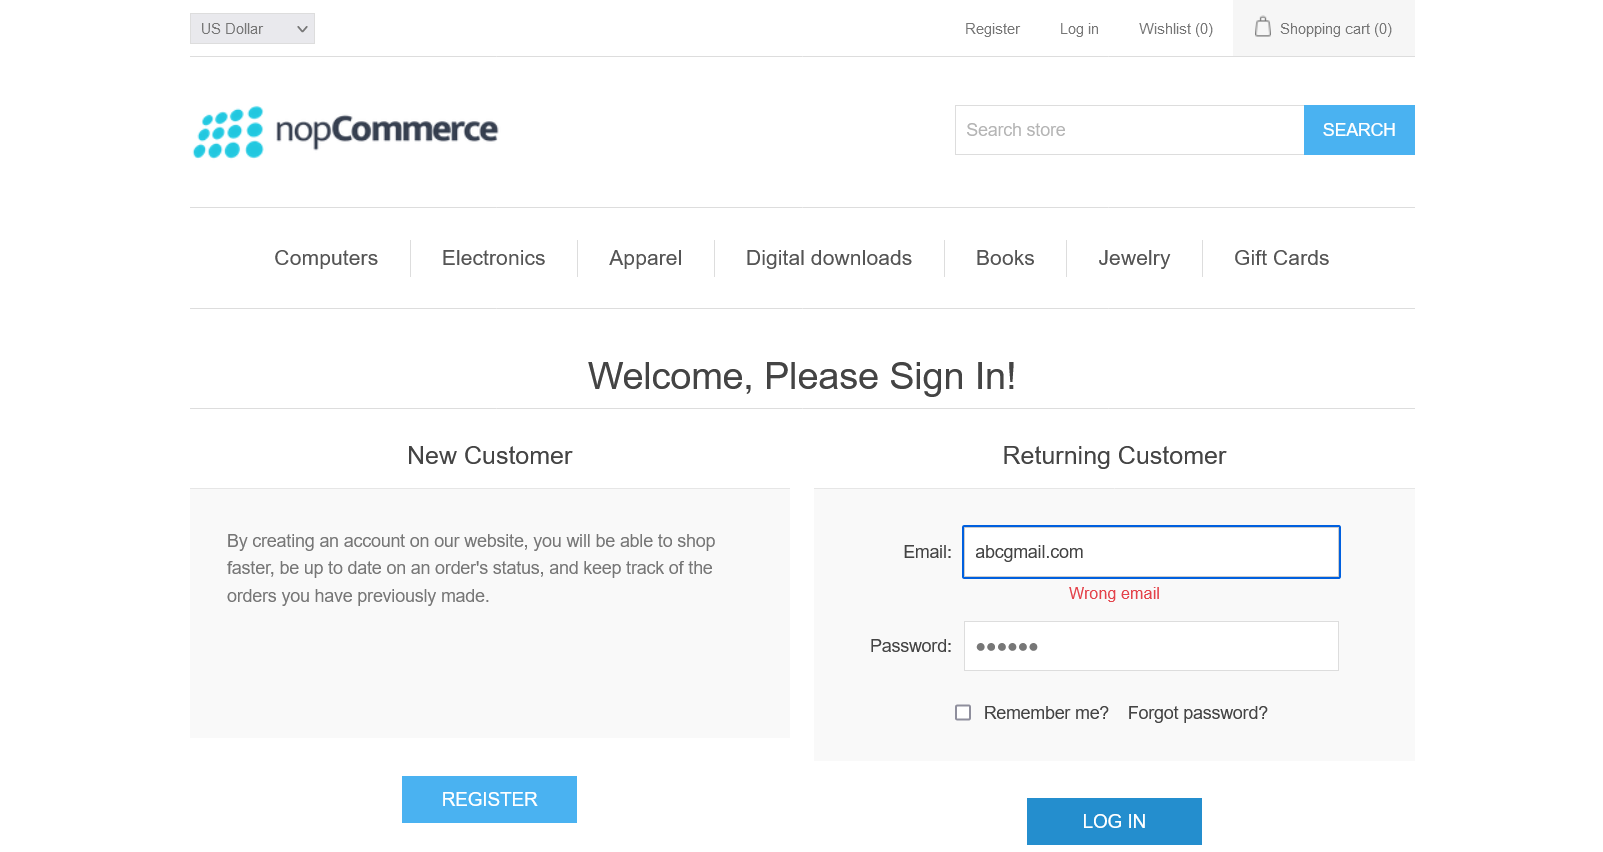 US Dollar
Register
Log in
Wishlist (0)
Shopping cart (0)
nopCommerce
Search store
SEARCH
Computers
Electronics
Apparel
Digital downloads
Books
Jewelry
Gift Cards
Welcome, Please Sign In!
New Customer
By creating an account on our website, you will be able to shop
faster, be up to date on an order's status, and keep track of the
orders you have previously made.
REGISTER
Returning Customer
Email: abcgmail.com
Wrong email
Password: ●●●●●●
Remember me? Forgot password?
LOG IN